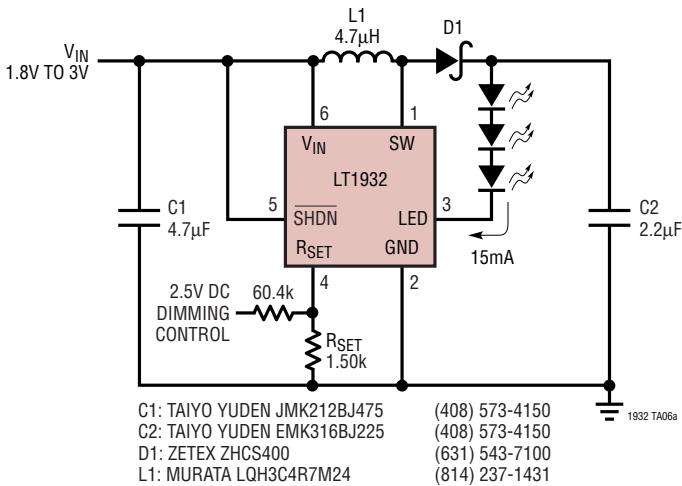 L1
4.7μH
D1
VIN
1.8V TO 3V
6
1
VIN
SW
LT1932
C1
4.7μF
5
SHDN
LED
3
C2
2.2μF
RSET
GND
15mA
4
2
2.5V DC
DIMMING
CONTROL
60.4k
RSET
1.50k
1932 TA06a
C1: TAIYO YUDEN JMK212BJ475 (408) 573-4150
C2: TAIYO YUDEN EMK316BJ225 (408) 573-4150
D1: ZETEX ZHCS400 (631) 543-7100
L1: MURATA LQH3C4R7M24 (814) 237-1431